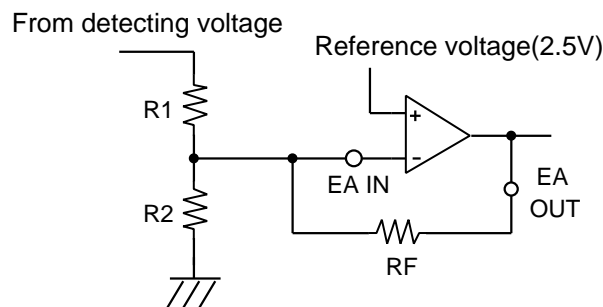 From detecting voltage
Reference voltage(2.5V)
R1
+
-
EA IN
EA
OUT
R2
RF